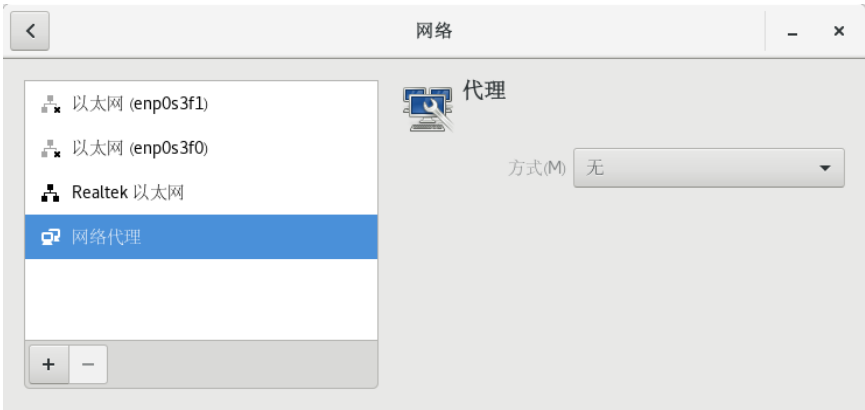 网络
以太网 (enp0s3f1)
以太网 (enp0s3f0)
Realtek 以太网
网络代理
代理
方式(M) 无